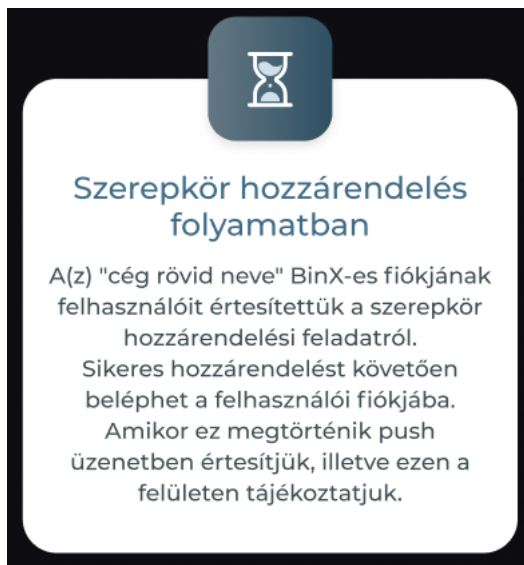 Szerepkör hozzárendelés
folyamatban
A(z) "cég rövid neve" BinX-es fiókjának
felhasználóit értesítettük a szerepkör
hozzárendelési feladatról.
Sikeres hozzárendelést követően
beléphet a felhasználói fiókjába.
Amikor ez megtörténik push
üzenetben értesítjük, illetve ezen a
felületen tájékoztatjuk.